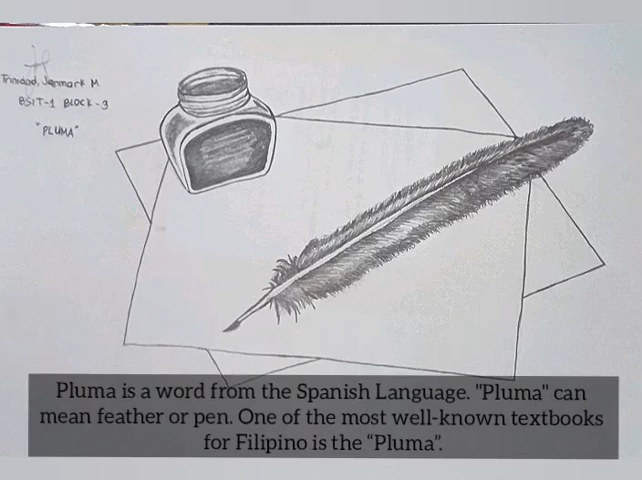 Trinidad, Janmark M
BSIT-1 BLOCK-3
"PLUMA"
Pluma is a word from the Spanish Language. "Pluma" can
mean feather or pen. One of the most well-known textbooks
for Filipino is the “Pluma”.